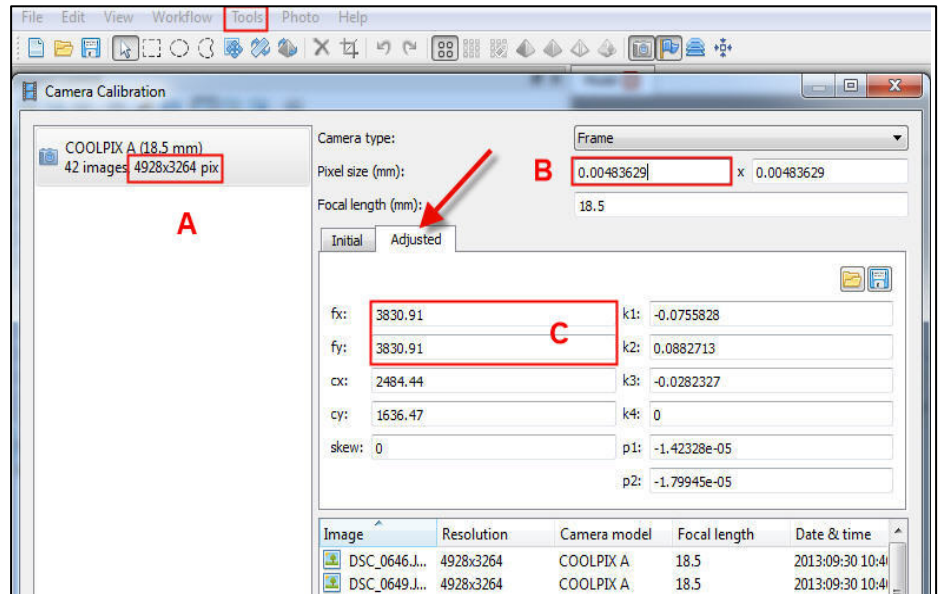 File Edit View Workflow Tools Photo Help
Camera Calibration
COOLPIX A (18.5 mm)
42 images, 4928x3264 pix
A
Camera type: Frame
Pixel size (mm): B 0.00483629 x 0.00483629
Focal length (mm): 18.5
Initial Adjusted
fx: 3830.91 k1: -0.0755828
C
fy: 3830.91 k2: 0.0882713
cx: 2484.44 k3: -0.0282327
cy: 1636.47 k4: 0
skew: 0 p1: -1.42328e-05
p2: -1.79945e-05
Image Resolution Camera model Focal length Date & time
DSC_0646.J... 4928x3264 COOLPIX A 18.5 2013:09:30 10:4
DSC_0649.J... 4928x3264 COOLPIX A 18.5 2013:09:30 10:4